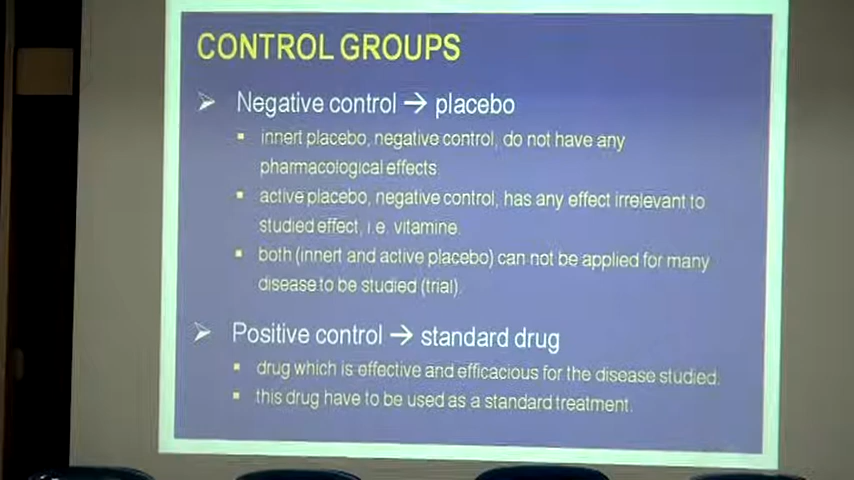 CONTROL GROUPS
➢ Negative control → placebo
▪ innert placebo, negative control, do not have any
pharmacological effects.
▪ active placebo, negative control, has any effect irrelevant to
studied effect, i.e. vitamine.
▪ both (innert and active placebo) can not be applied for many
disease to be studied (trial).
➢ Positive control → standard drug
▪ drug which is effective and efficacious for the disease studied.
▪ this drug have to be used as a standard treatment.